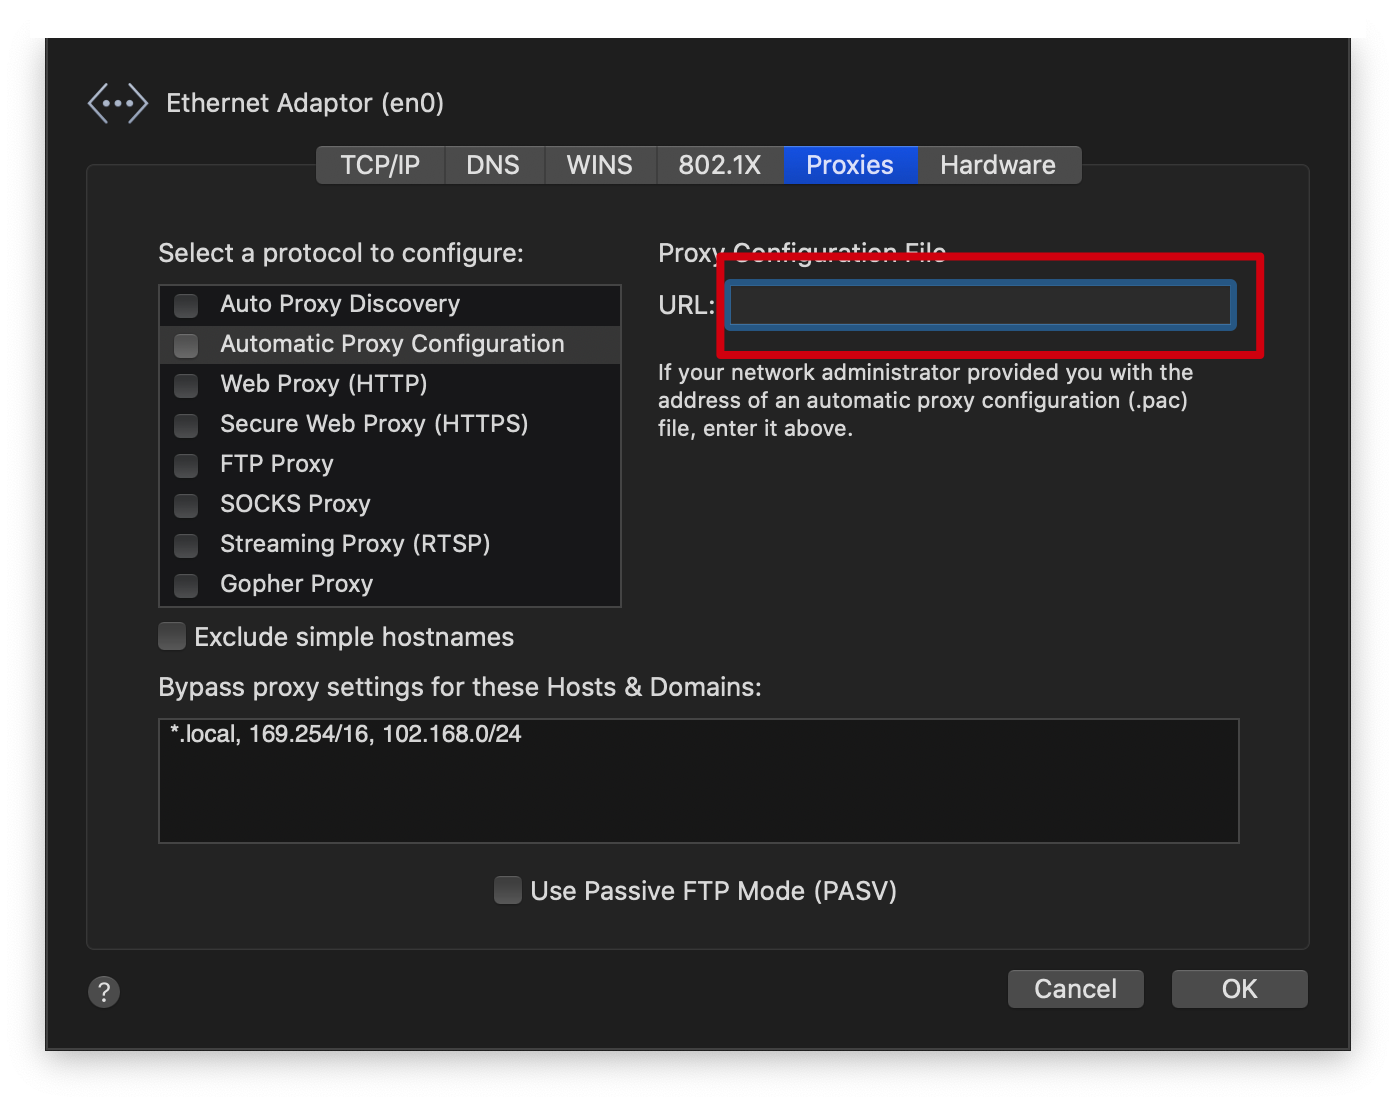 Ethernet Adaptor (en0)
TCP/IP DNS WINS 802.1X Proxies Hardware
Select a protocol to configure:
Auto Proxy Discovery
Automatic Proxy Configuration
Web Proxy (HTTP)
Secure Web Proxy (HTTPS)
FTP Proxy
SOCKS Proxy
Streaming Proxy (RTSP)
Gopher Proxy
Proxy Configuration File
URL:
If your network administrator provided you with the
address of an automatic proxy configuration (.pac)
file, enter it above.
Exclude simple hostnames
Bypass proxy settings for these Hosts & Domains:
*.local, 169.254/16, 102.168.0/24
Use Passive FTP Mode (PASV)
?
Cancel OK